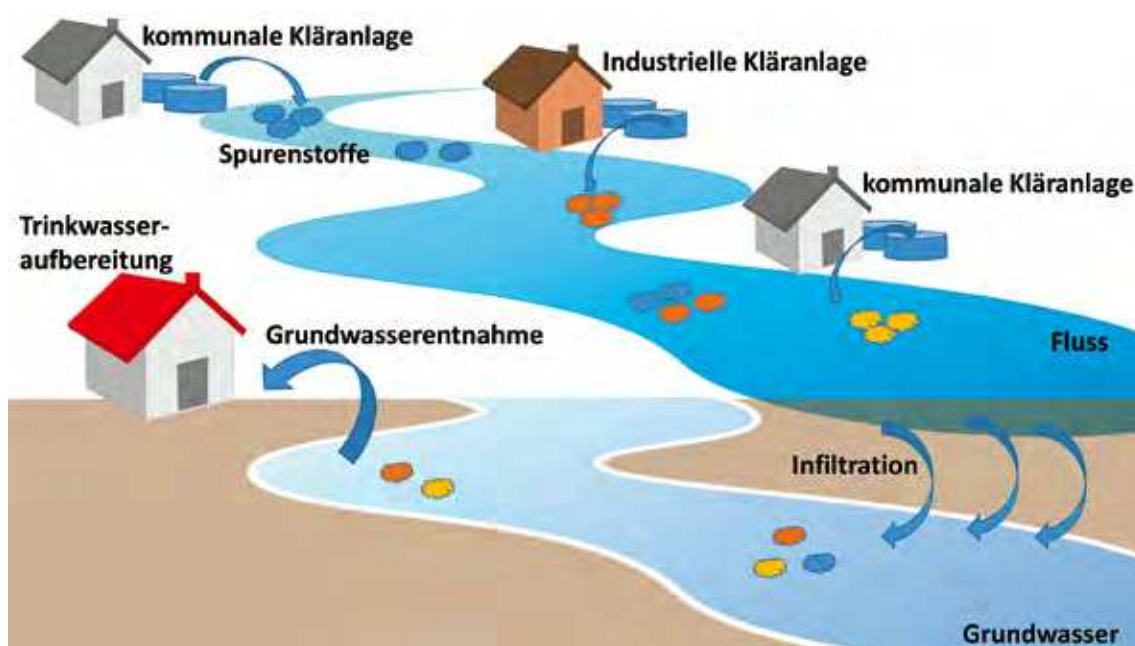 kommunale Kläranlage
Industrielle Kläranlage
Spurenstoffe
kommunale Kläranlage
Trinkwasser-
aufbereitung
Grundwasserentnahme
Fluss
Infiltration
Grundwasser